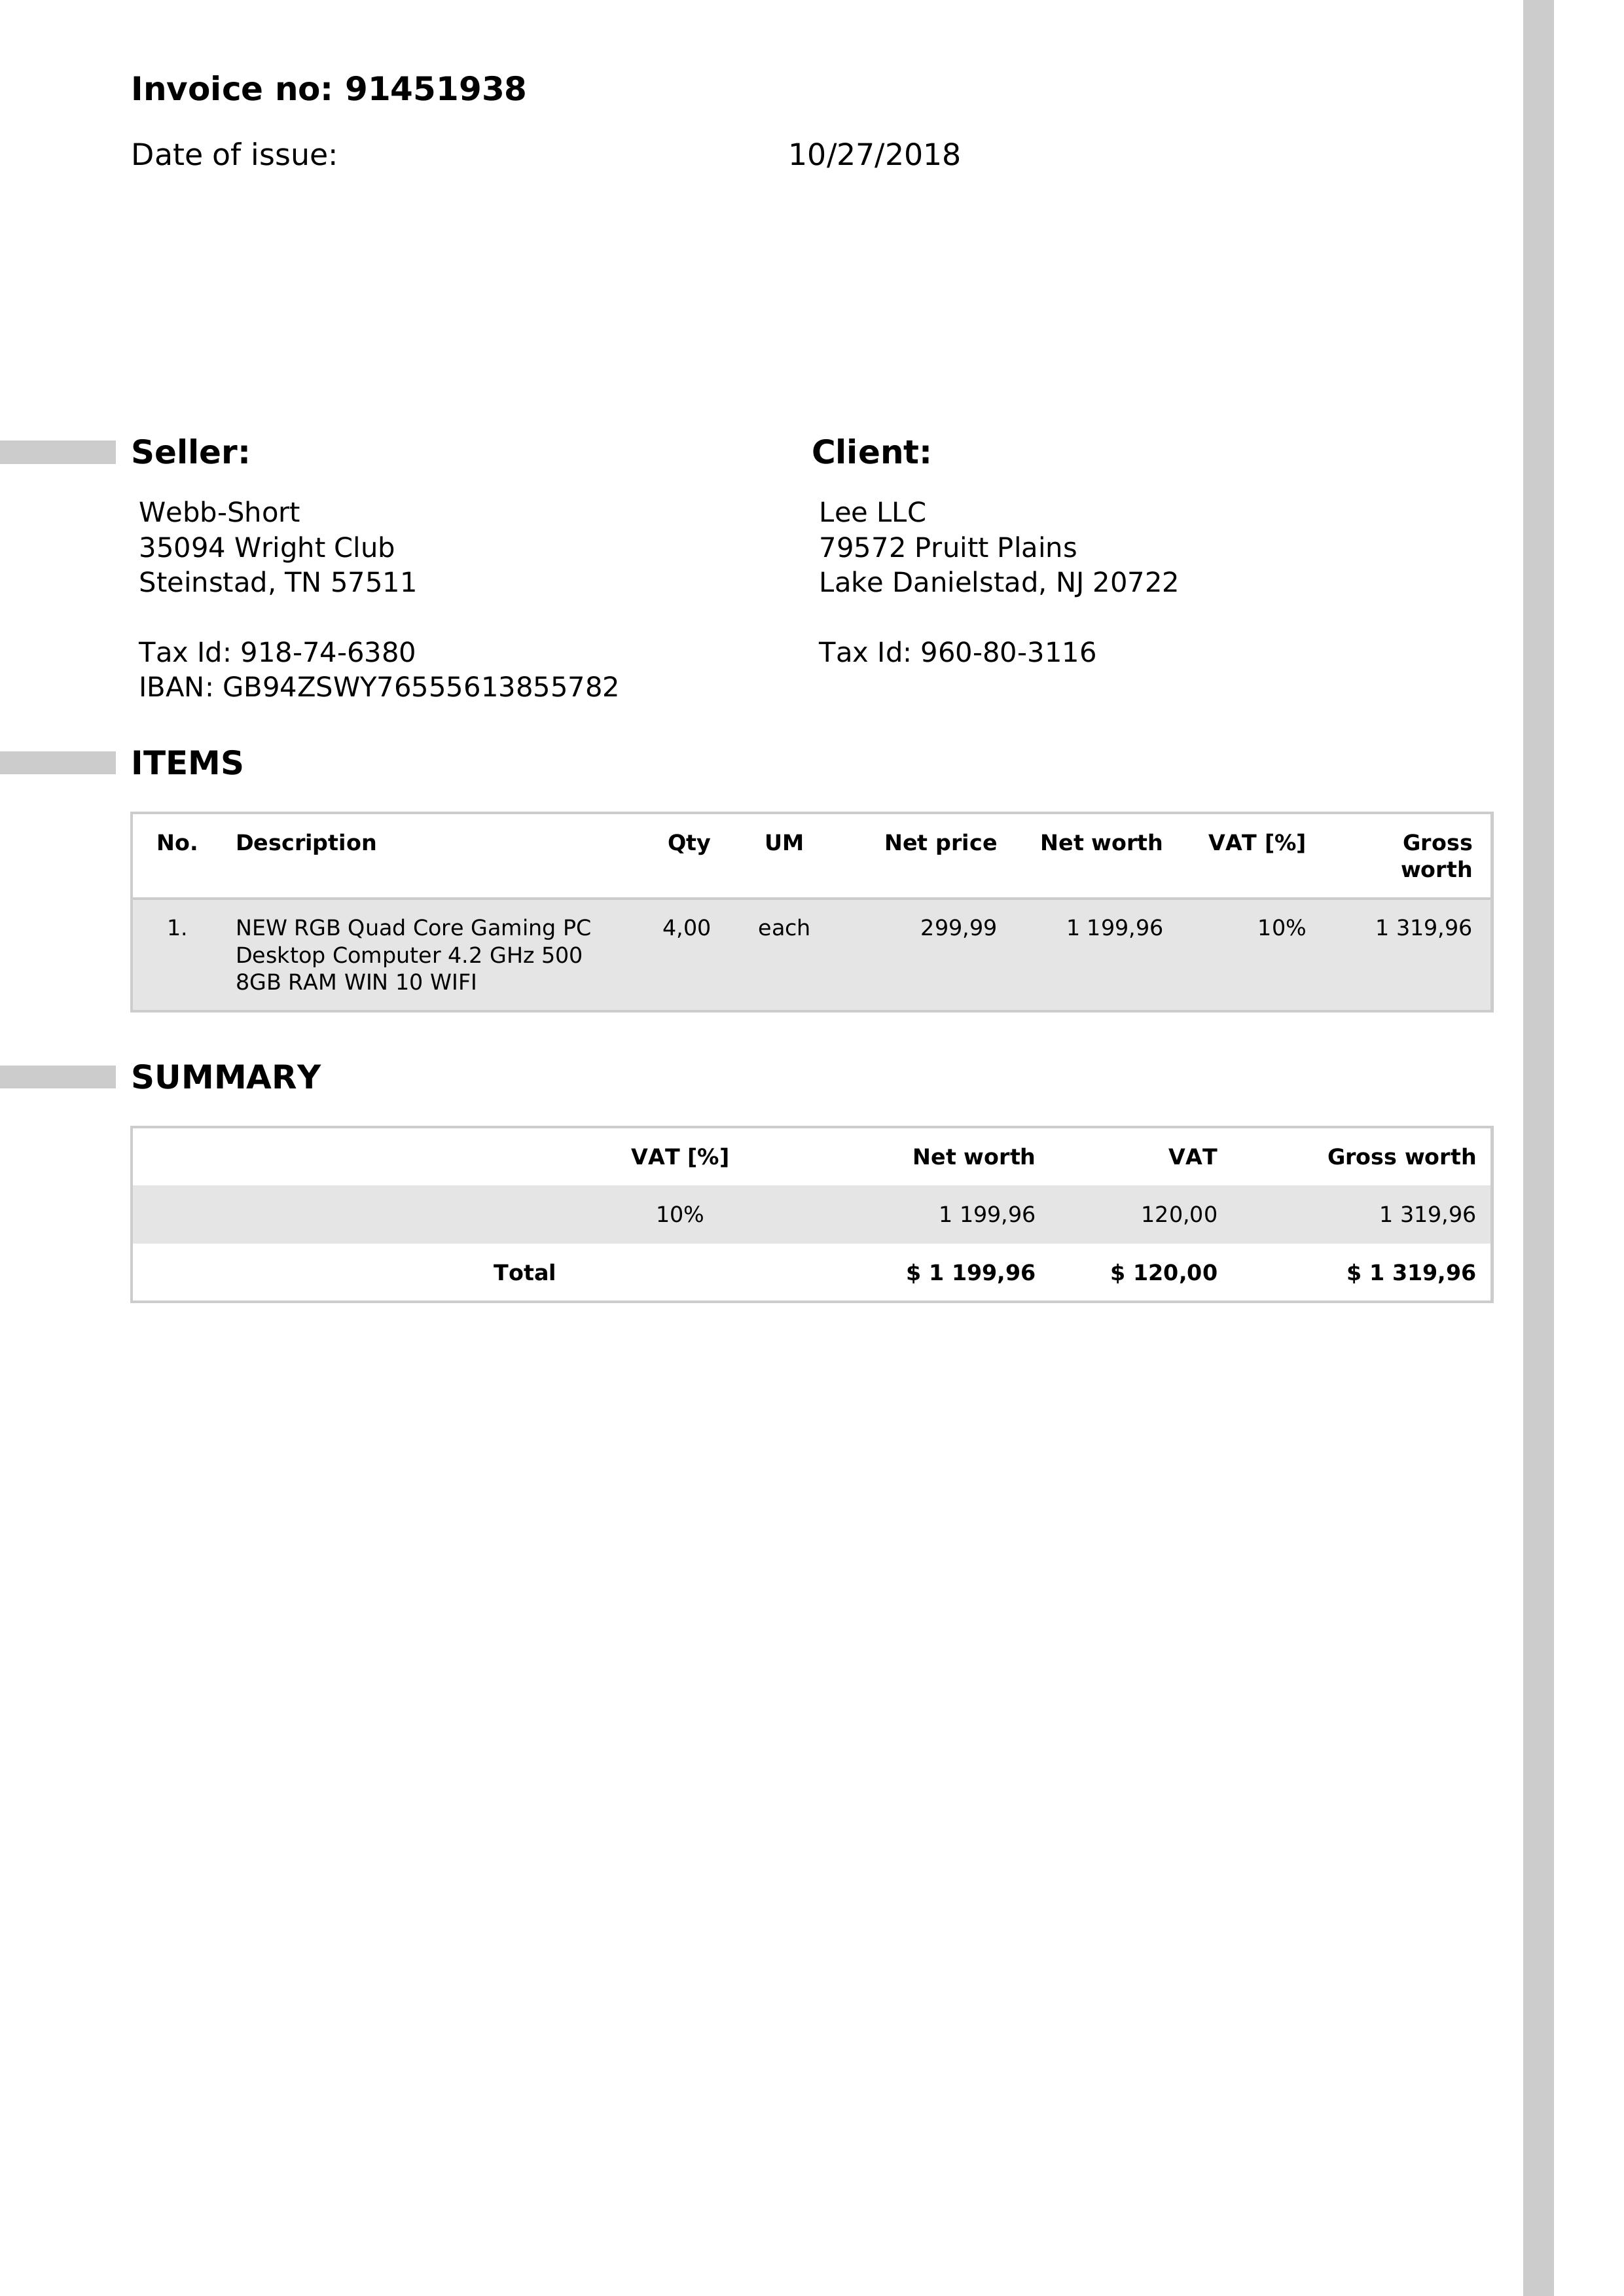 Invoice no: 91451938
Date of issue: 10/27/2018
Seller:
Webb-Short
35094 Wright Club
Steinstad, TN 57511
Tax Id: 918-74-6380
IBAN: GB94ZSWY76555613855782
Client:
Lee LLC
79572 Pruitt Plains
Lake Danielstad, NJ 20722
Tax Id: 960-80-3116
ITEMS
No. Description Qty UM Net price Net worth VAT [%] Gross
worth
1. NEW RGB Quad Core Gaming PC 4,00 each 299,99 1 199,96 10% 1 319,96
Desktop Computer 4.2 GHz 500
8GB RAM WIN 10 WIFI
SUMMARY
VAT [%] Net worth VAT Gross worth
10% 1 199,96 120,00 1 319,96
Total $ 1 199,96 $ 120,00 $ 1 319,96